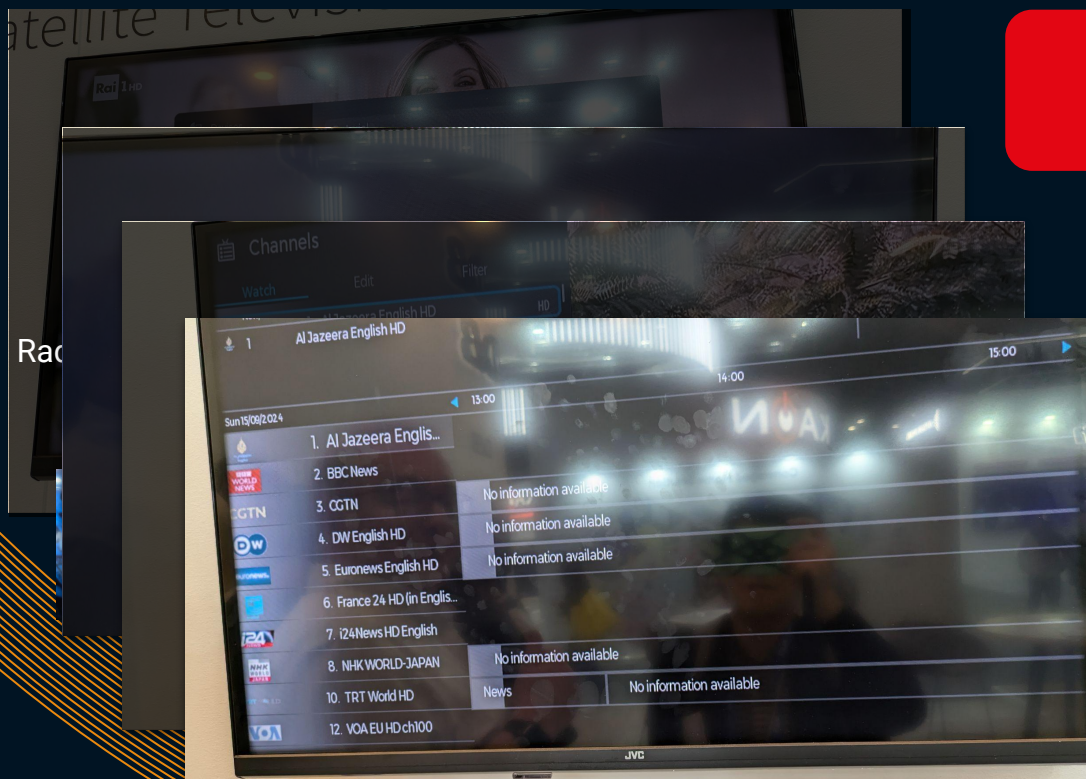 atellite Televis
Rai 1 HD
Channels
Watch
Edit
Filter
Al Jazeera English HD
HD
Rad
1
Al Jazeera English HD
13:00
14:00
15:00
Sun 15/09/2024
1. Al Jazeera Englis...
WORLD NEWS
2. BBC News
No information available
CGTN
3. CGTN
No information available
DW
4. DW English HD
No information available
euronews.
5. Euronews English HD
6. France 24 HD (in Englis...
i24
7. i24News HD English
NHK WORLD JAPAN
8. NHK WORLD-JAPAN
No information available
10. TRT World HD
News
No information available
VOA
12. VOA EU HD ch100
JVC